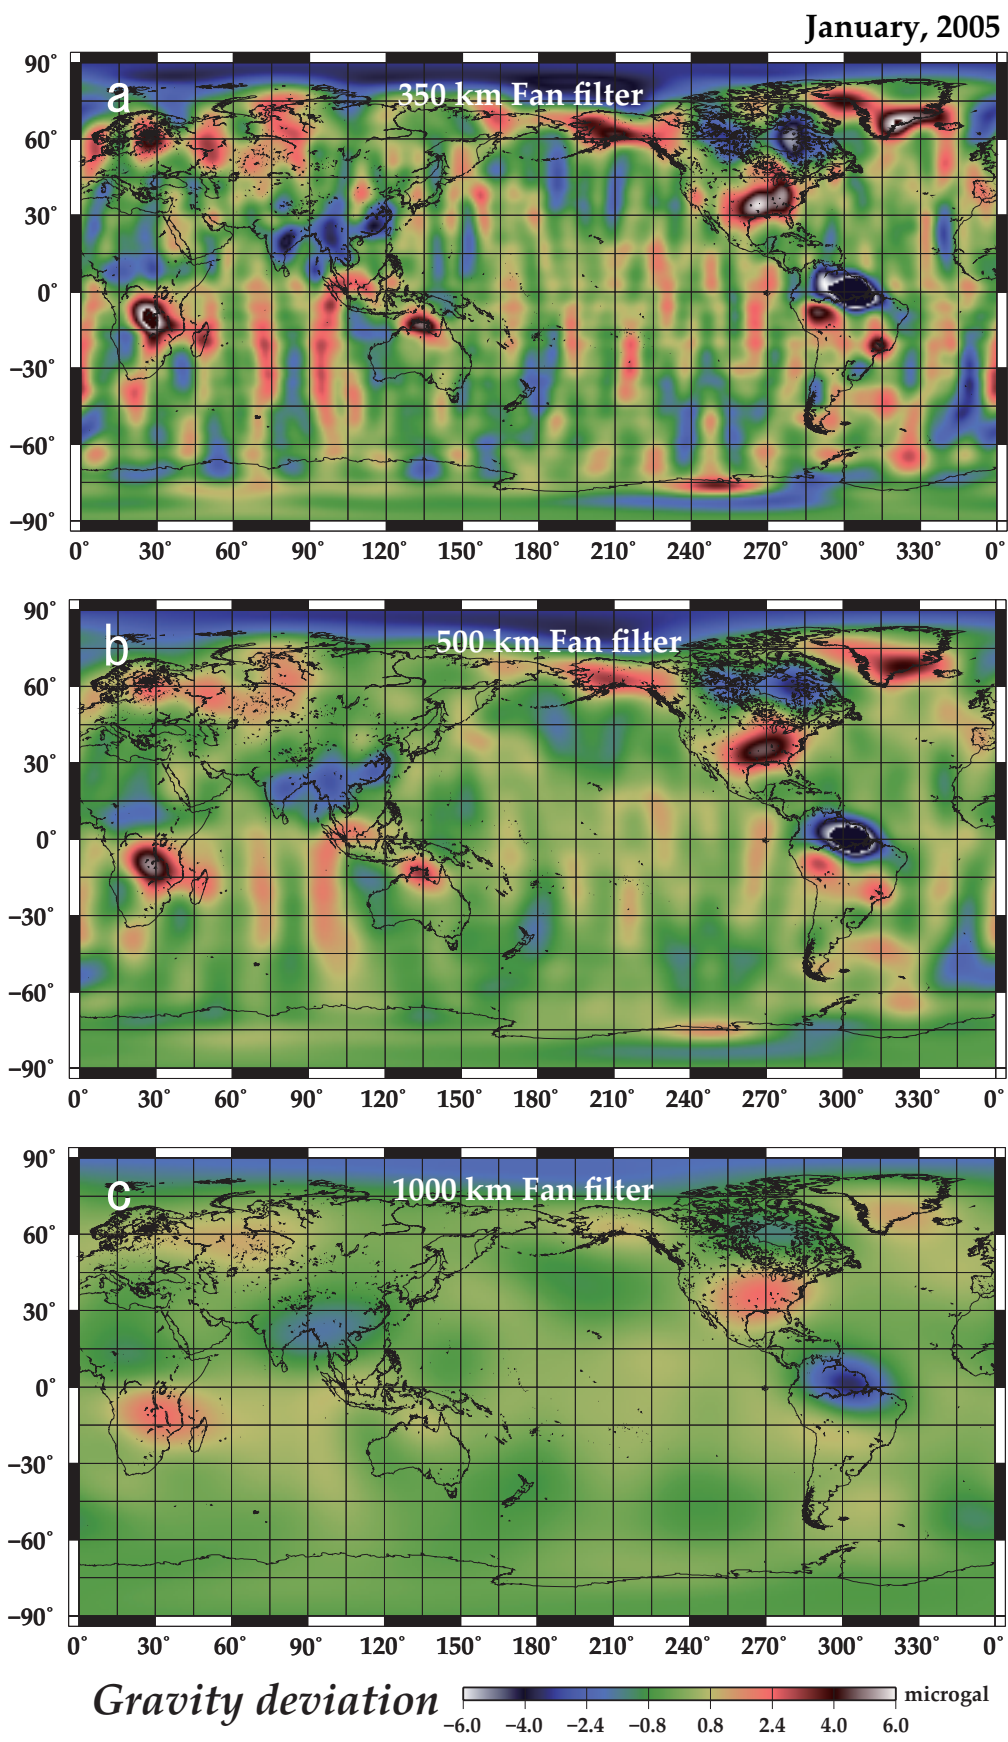 January, 2005
a
350 km Fan filter
90°
60°
30°
0°
−30°
−60°
−90°
0° 30° 60° 90° 120° 150° 180° 210° 240° 270° 300° 330° 0°
b
500 km Fan filter
90°
60°
30°
0°
−30°
−60°
−90°
0° 30° 60° 90° 120° 150° 180° 210° 240° 270° 300° 330° 0°
c
1000 km Fan filter
90°
60°
30°
0°
−30°
−60°
−90°
0° 30° 60° 90° 120° 150° 180° 210° 240° 270° 300° 330° 0°
Gravity deviation
microgal
−6.0 −4.0 −2.4 −0.8 0.8 2.4 4.0 6.0